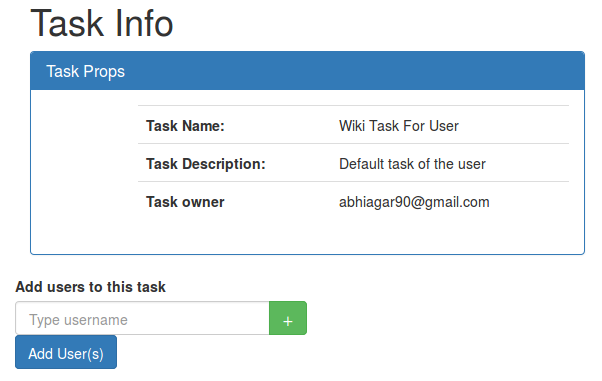 Task Info
Task Props
Task Name: Wiki Task For User
Task Description: Default task of the user
Task owner abhiagar90@gmail.com
Add users to this task
Type username +
Add User(s)